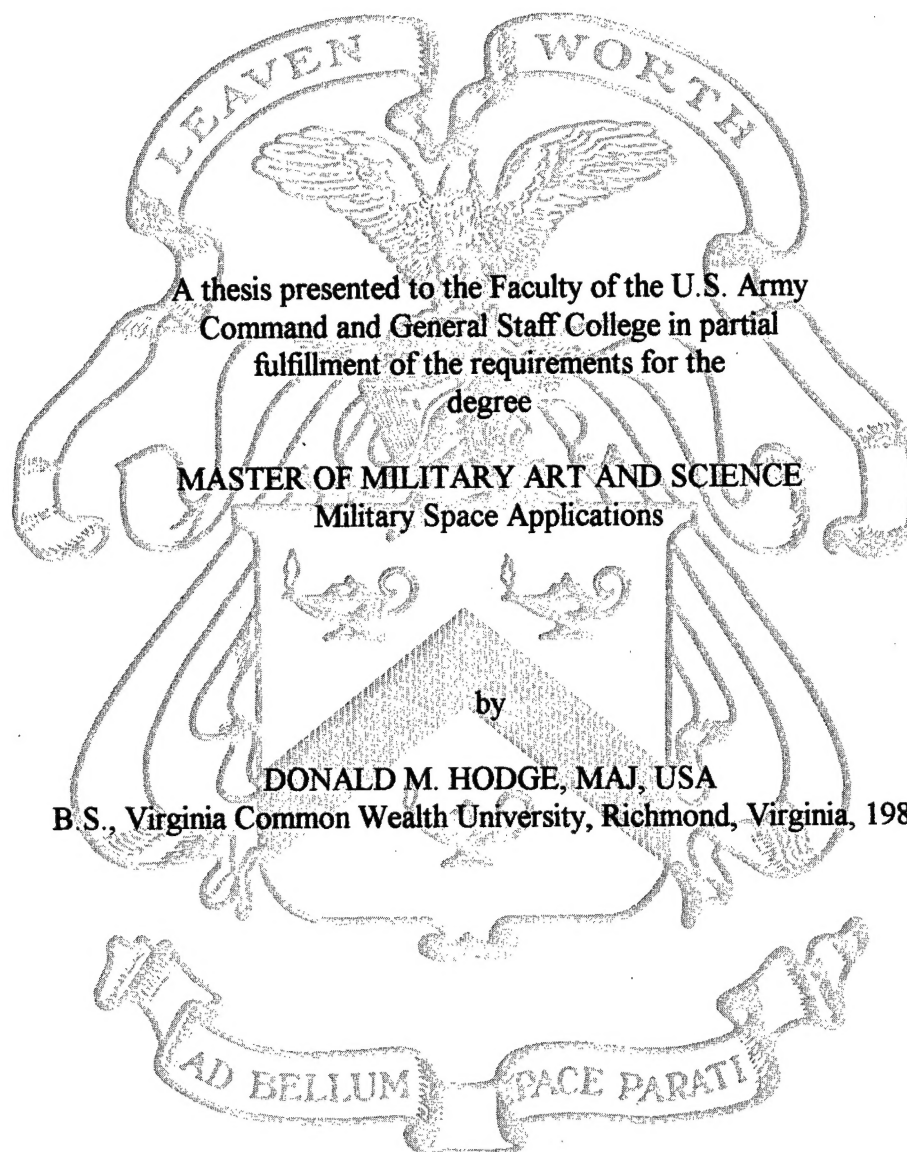 LEAVEN WORTH
A thesis presented to the Faculty of the U.S. Army
Command and General Staff College in partial
fulfillment of the requirements for the
degree
MASTER OF MILITARY ART AND SCIENCE
Military Space Applications
by
DONALD M. HODGE, MAJ, USA
B.S., Virginia Common Wealth University, Richmond, Virginia, 198
AD BELLUM PACE PARATI